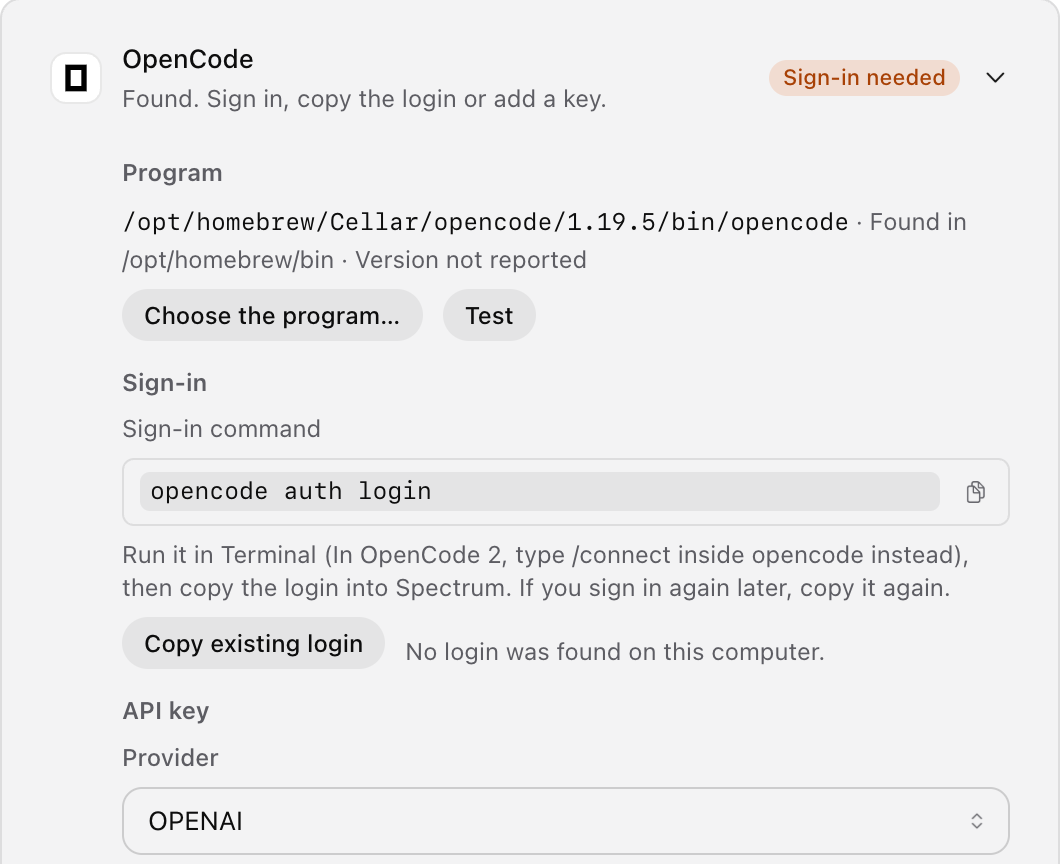 OpenCode
Found. Sign in, copy the login or add a key.
Sign-in needed
Program
/opt/homebrew/Cellar/opencode/1.19.5/bin/opencode · Found in
/opt/homebrew/bin · Version not reported
Choose the program...
Test
Sign-in
Sign-in command
opencode auth login
Run it in Terminal (In OpenCode 2, type /connect inside opencode instead),
then copy the login into Spectrum. If you sign in again later, copy it again.
Copy existing login
No login was found on this computer.
API key
Provider
OPENAI